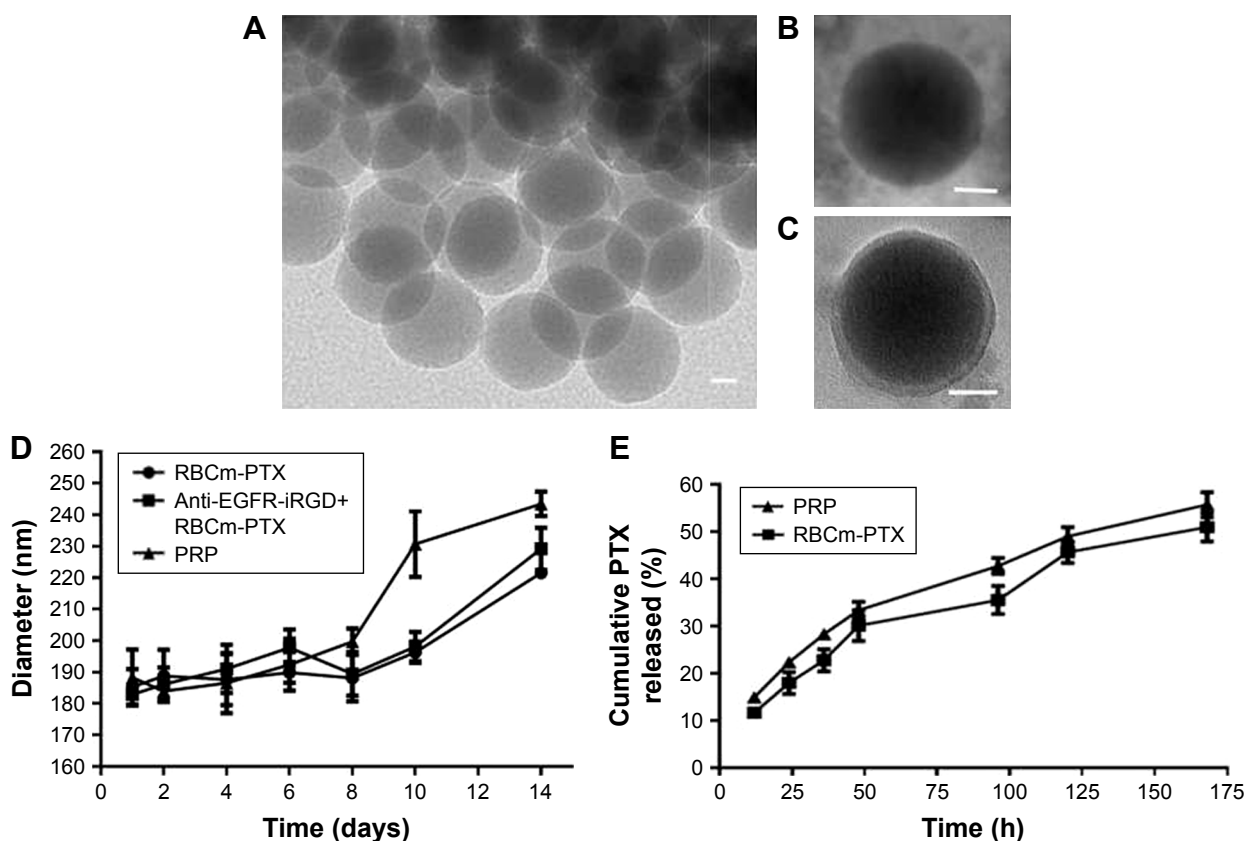 A
B
C
D
260
250
240
230
220
210
200
190
180
170
160
Diameter (nm)
RBCm-PTX
Anti-EGFR-iRGD+
RBCm-PTX
PRP
0
2
4
6
8
10
12
14
Time (days)
E
60
50
40
30
20
10
0
Cumulative PTX
released (%)
PRP
RBCm-PTX
0
25
50
75
100
125
150
175
Time (h)